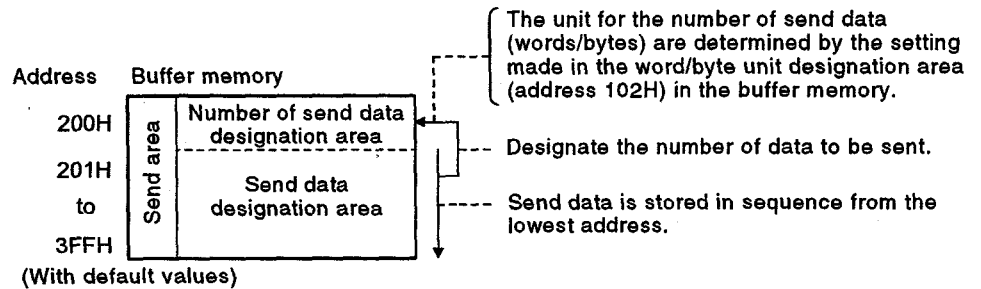 The unit for the number of send data
(words/bytes) are determined by the setting
made in the word/byte unit designation area
(address 102H) in the buffer memory.
Address Buffer memory
200H
Number of send data
designation area
Send area
201H
to
3FFH
Send data
designation area
Designate the number of data to be sent.
Send data is stored in sequence from the
lowest address.
(With default values)